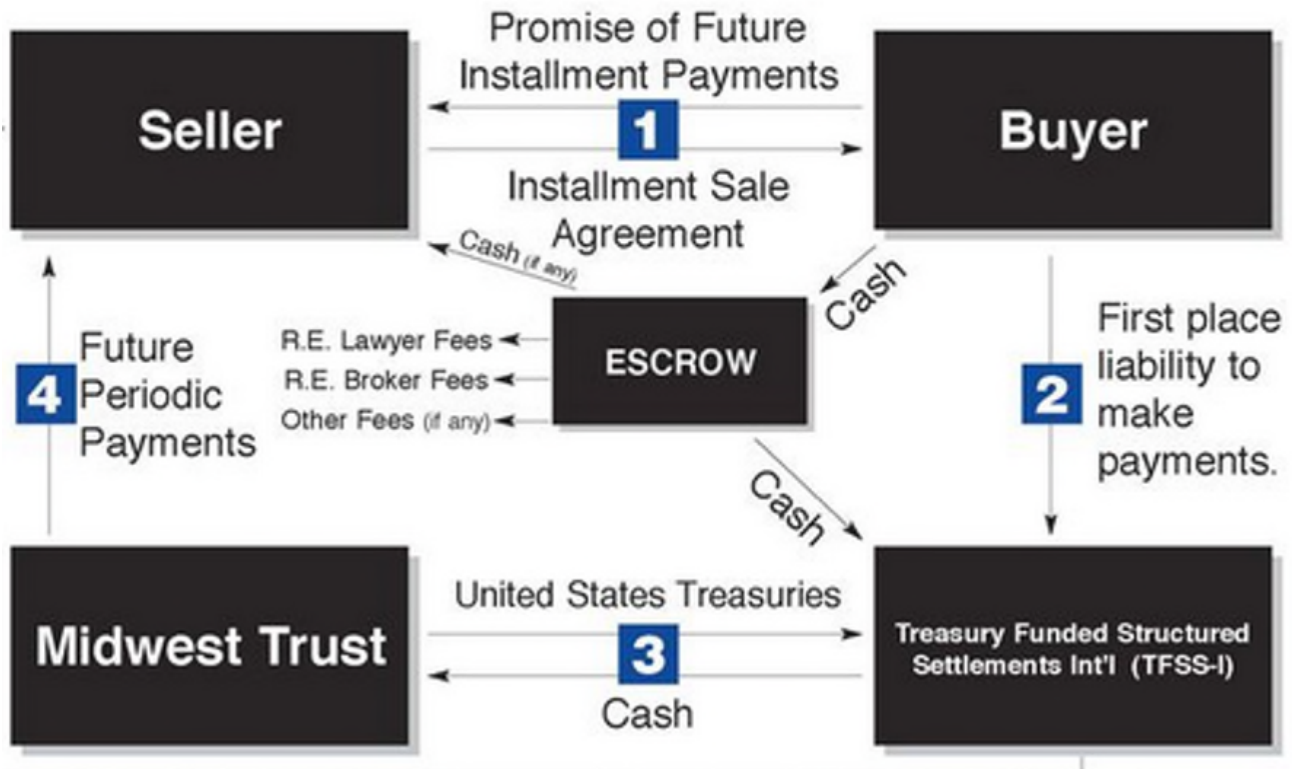 Promise of Future
Installment Payments
Seller
1
Buyer
Installment Sale
Agreement
Cash (if any)
Cash
R.E. Lawyer Fees
R.E. Broker Fees
Other Fees (if any)
ESCROW
First place
liability to
make
payments.
2
4
Future
Periodic
Payments
Cash
United States Treasuries
Midwest Trust
3
Treasury Funded Structured
Settlements Int'l (TFSS-I)
Cash